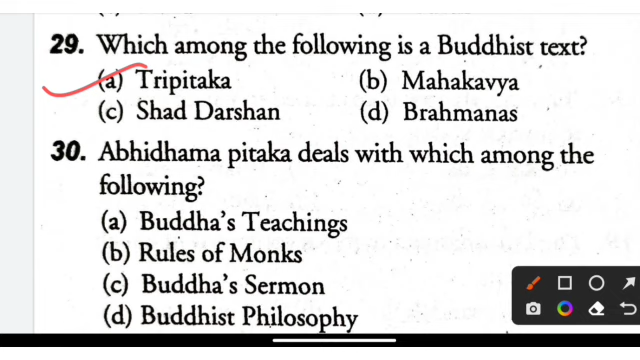 29. Which among the following is a Buddhist text?
(a) Tripitaka (b) Mahakavya
(c) Shad Darshan (d) Brahmanas
30. Abhidhama pitaka deals with which among the
following?
(a) Buddha's Teachings
(b) Rules of Monks
(c) Buddha's Sermon
(d) Buddhist Philosophy